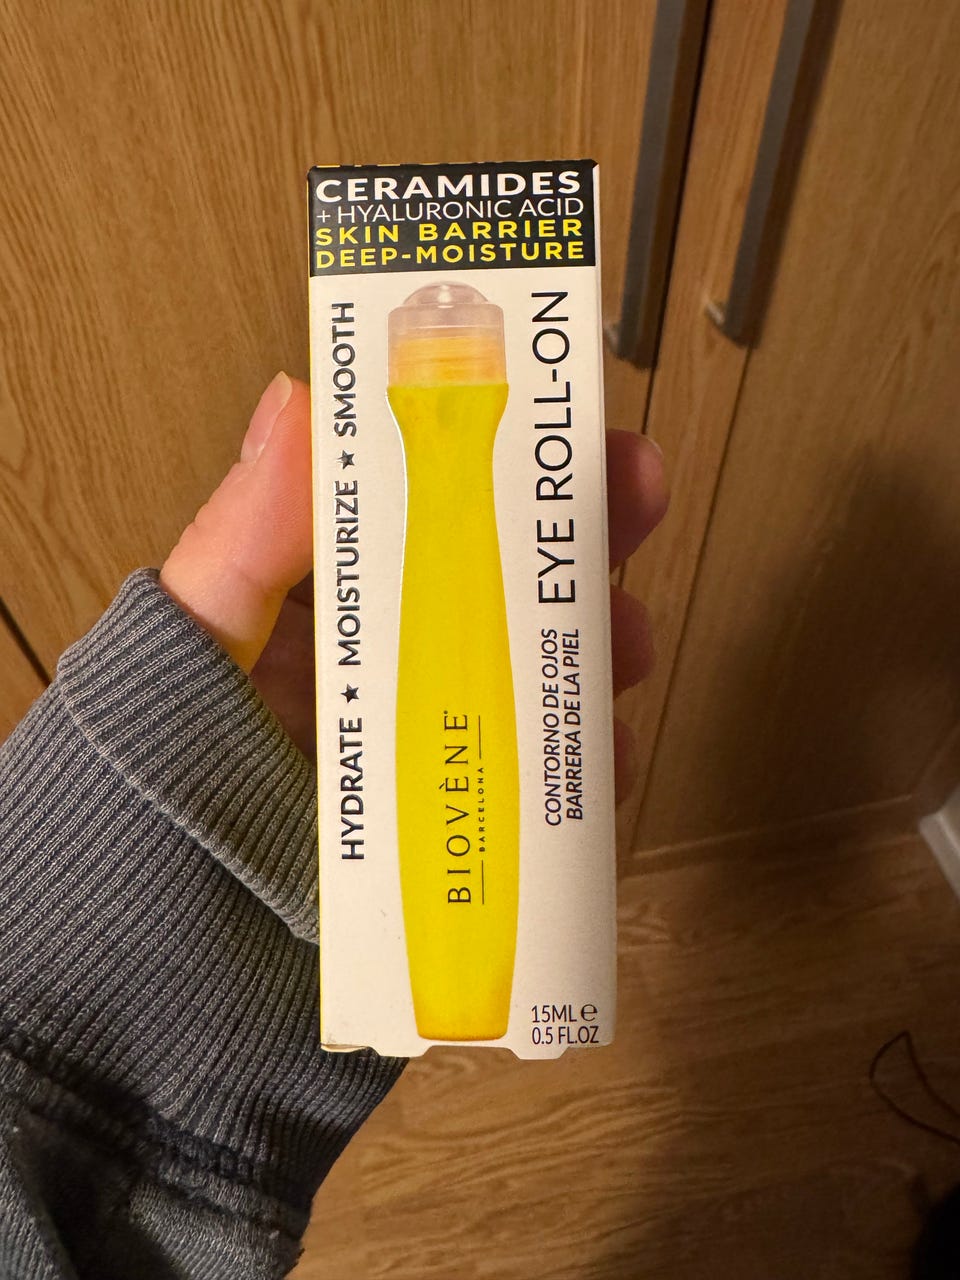 CERAMIDES
+ HYALURONIC ACID
SKIN BARRIER
DEEP-MOISTURE
HYDRATE ★ MOISTURIZE ★ SMOOTH
BIOVÈNE®
BARCELONA
EYE ROLL-ON
CONTORNO DE OJOS
BARRERA DE LA PIEL
15ML ℮
0.5 FL.OZ